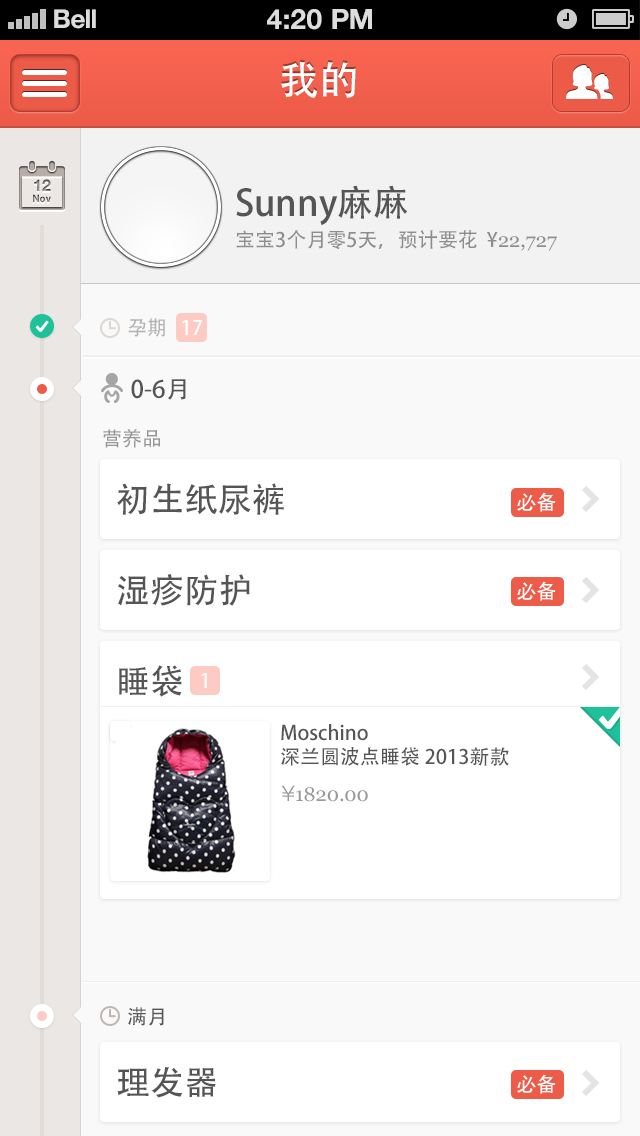 Bell 4:20 PM
我的
12
Nov
Sunny麻麻
宝宝3个月零5天，预计要花 ¥22,727
孕期 17
0-6月
营养品
初生纸尿裤 必备
湿疹防护 必备
睡袋 1
Moschino
深兰圆波点睡袋 2013新款
¥1820.00
满月
理发器 必备